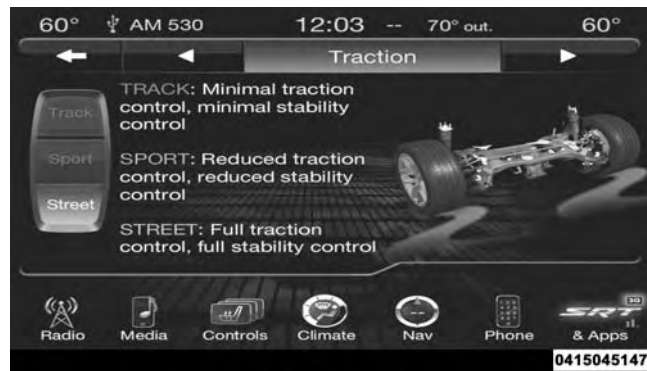 60° AM 530 12:03 -- 70° out. 60°
Traction
Track
Sport
Street
TRACK: Minimal traction
control, minimal stability
control
SPORT: Reduced traction
control, reduced stability
control
STREET: Full traction
control, full stability control
Radio Media Controls Climate Nav Phone SRT & Apps
3G
0415045147